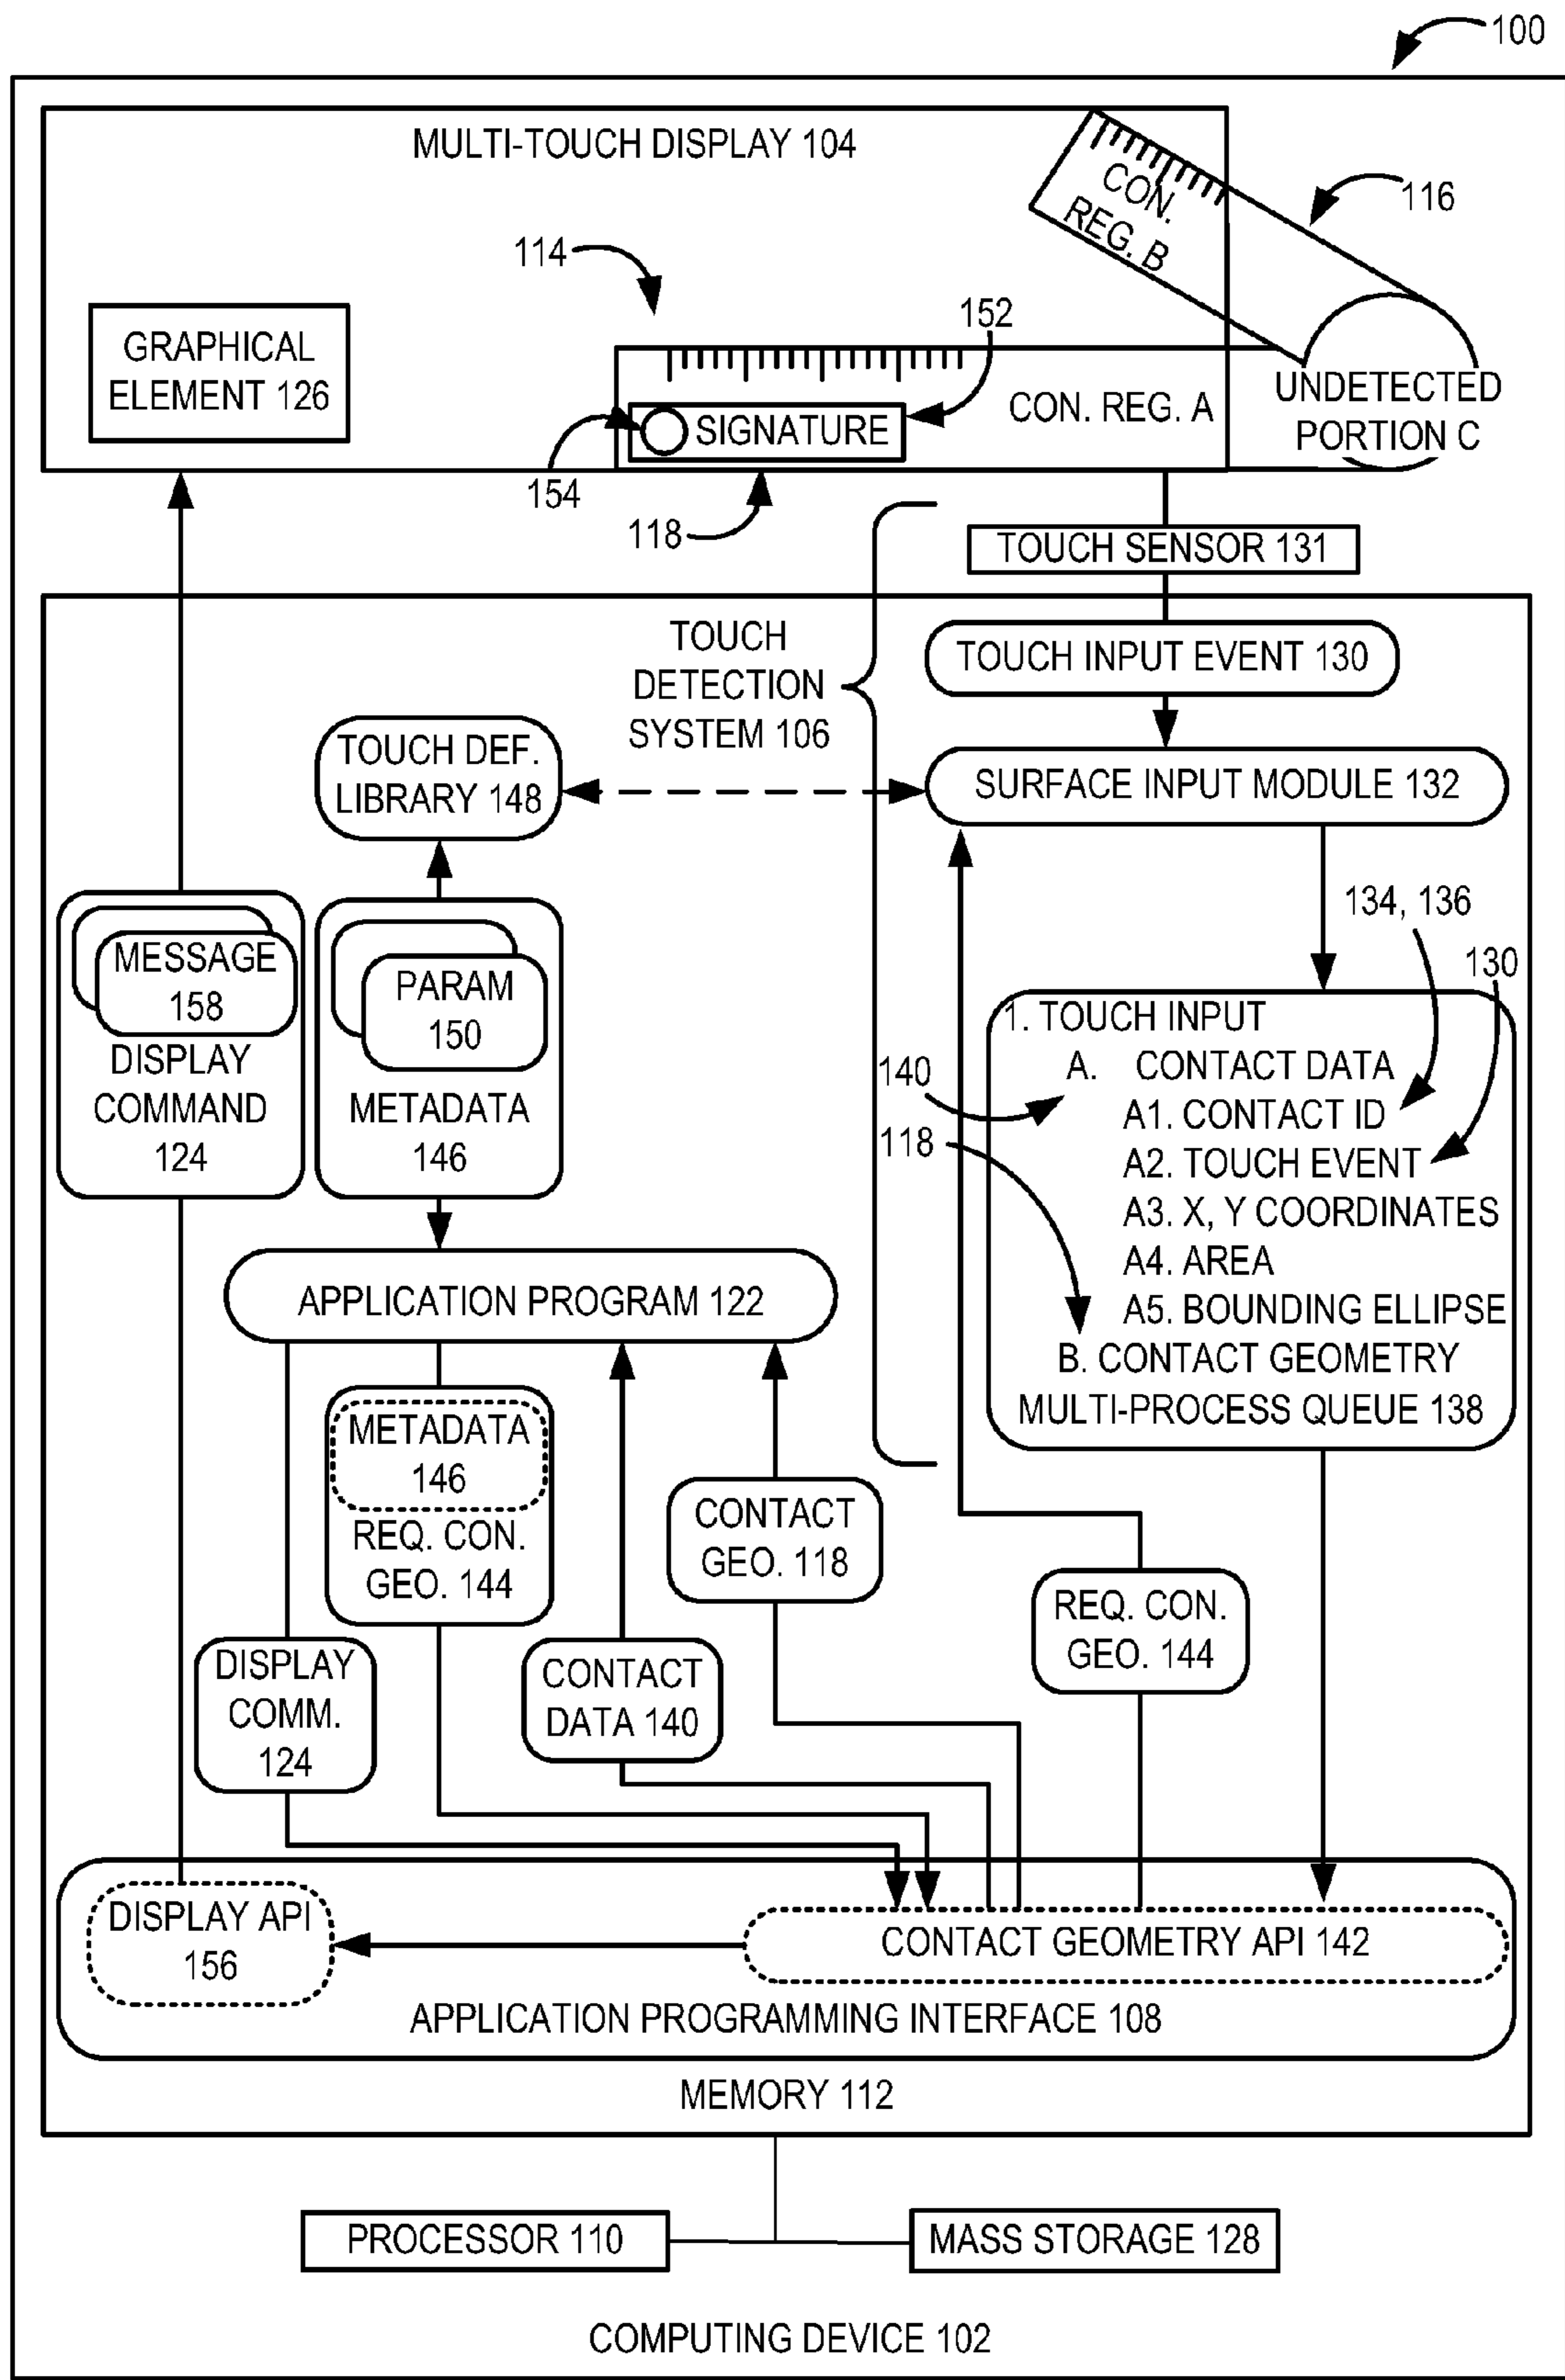 100
MULTI-TOUCH DISPLAY 104
CON.
REG. B
116
114
152
GRAPHICAL
ELEMENT 126
SIGNATURE
CON. REG. A
UNDETECTED
PORTION C
154
118
TOUCH SENSOR 131
TOUCH
DETECTION
SYSTEM 106
TOUCH INPUT EVENT 130
TOUCH DEF.
LIBRARY 148
SURFACE INPUT MODULE 132
134, 136
130
MESSAGE
158
DISPLAY
COMMAND
124
PARAM
150
METADATA
146
140
118
1. TOUCH INPUT
A. CONTACT DATA
A1. CONTACT ID
A2. TOUCH EVENT
A3. X, Y COORDINATES
A4. AREA
A5. BOUNDING ELLIPSE
B. CONTACT GEOMETRY
MULTI-PROCESS QUEUE 138
APPLICATION PROGRAM 122
METADATA
146
REQ. CON.
GEO. 144
CONTACT
GEO. 118
REQ. CON.
GEO. 144
DISPLAY
COMM.
124
CONTACT
DATA 140
DISPLAY API
156
CONTACT GEOMETRY API 142
APPLICATION PROGRAMMING INTERFACE 108
MEMORY 112
PROCESSOR 110
MASS STORAGE 128
COMPUTING DEVICE 102